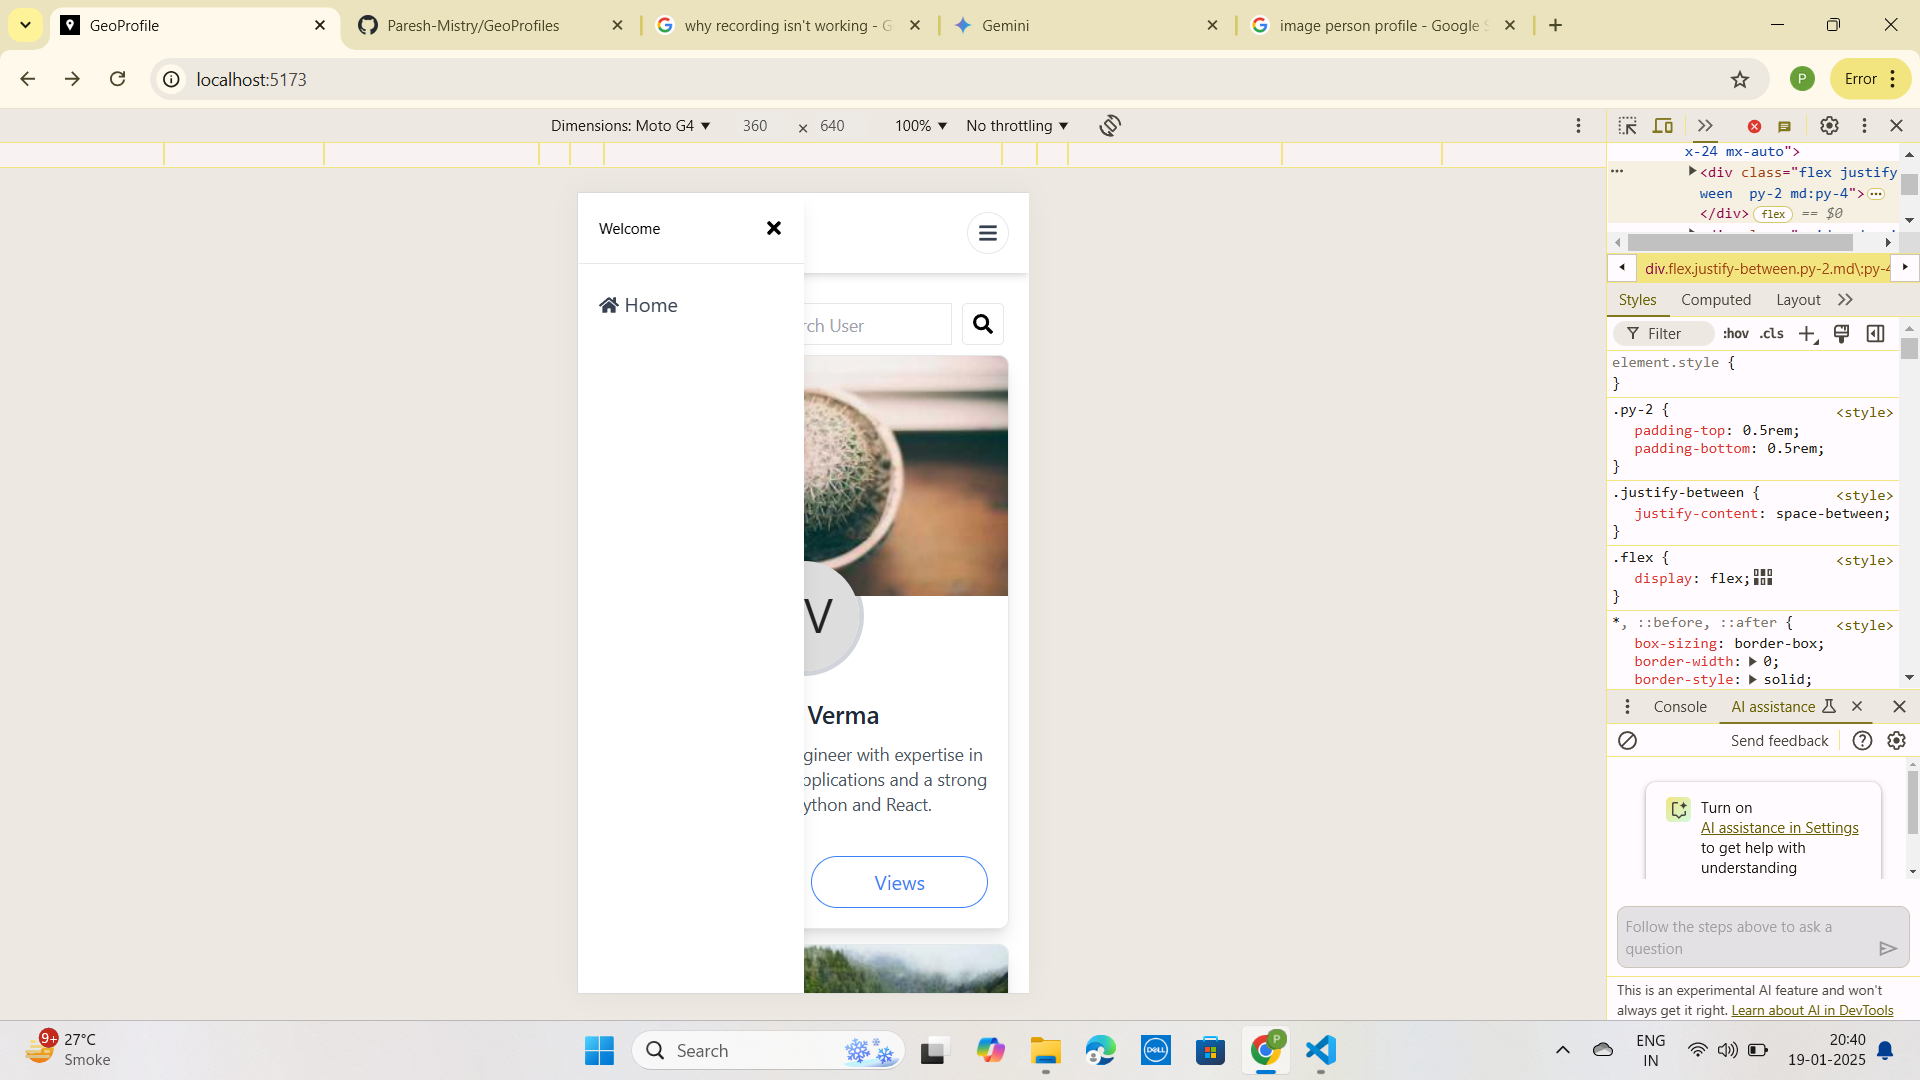 GeoProfile
Paresh-Mistry/GeoProfiles
why recording isn't working - G
Gemini
image person profile - Google S
localhost:5173
P
Error
Dimensions: Moto G4
360
×
640
100%
No throttling
Welcome
Home
rch User
V
Verma
gineer with expertise in
pplications and a strong
ython and React.
Views
x-24 mx-auto">
<div class="flex justify
ween  py-2 md:py-4">
</div> flex == $0
div.flex.justify-between.py-2.md\:py-4
Styles
Computed
Layout
Filter
:hov
.cls
element.style {
}
.py-2 {
<style>
padding-top: 0.5rem;
padding-bottom: 0.5rem;
}
.justify-between {
<style>
justify-content: space-between;
}
.flex {
<style>
display: flex;
}
*, ::before, ::after {
<style>
box-sizing: border-box;
border-width: 0;
border-style: solid;
Console
AI assistance
Send feedback
Turn on
AI assistance in Settings
to get help with
understanding
Follow the steps above to ask a
question
This is an experimental AI feature and won't
always get it right. Learn about AI in DevTools
9+
27°C
Smoke
Search
DELL
P
ENG
IN
20:40
19-01-2025